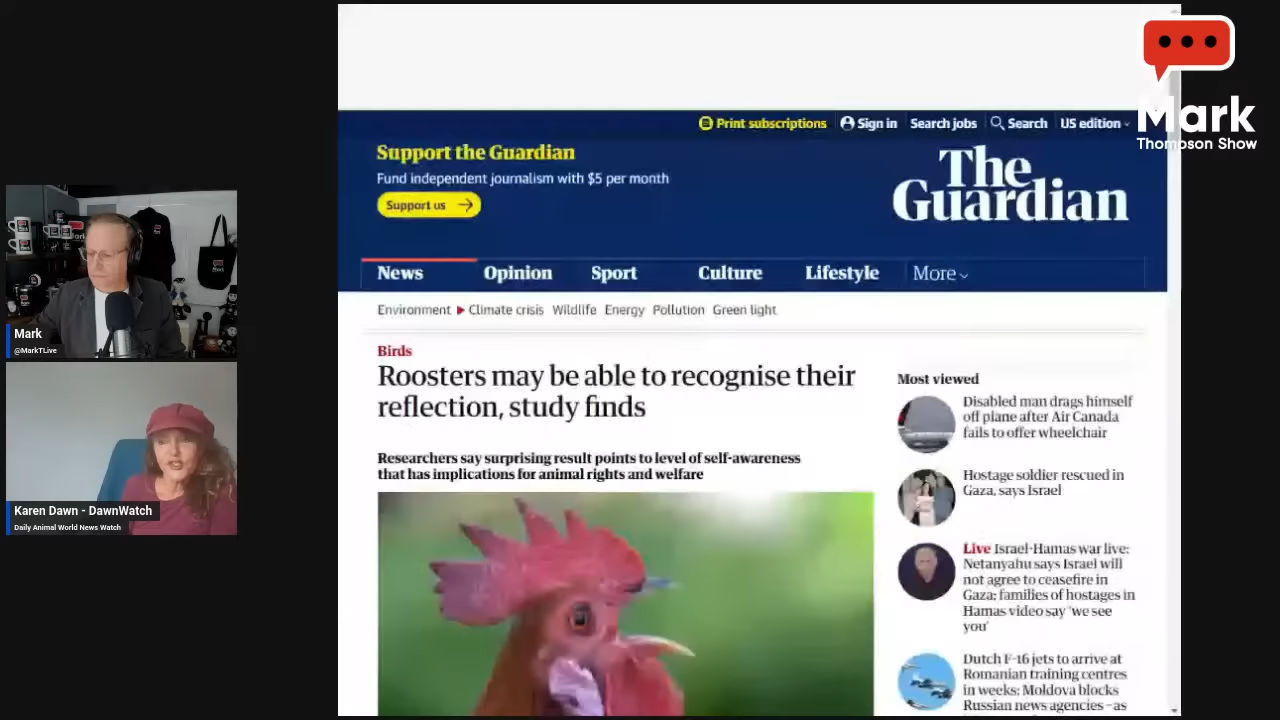 Mark
Thompson Show
Print subscriptions
Sign in
Search jobs
Search
US edition
Support the Guardian
Fund independent journalism with $5 per month
Support us
The
Guardian
News
Opinion
Sport
Culture
Lifestyle
More
Environment
Climate crisis
Wildlife
Energy
Pollution
Green light
Birds
Roosters may be able to recognise their
reflection, study finds
Researchers say surprising result points to level of self-awareness
that has implications for animal rights and welfare
Most viewed
Disabled man drags himself
off plane after Air Canada
fails to offer wheelchair
Hostage soldier rescued in
Gaza, says Israel
Live Israel-Hamas war live:
Netanyahu says Israel will
not agree to ceasefire in
Gaza; families of hostages in
Hamas video say ‘we see
you’
Dutch F-16 jets to arrive at
Romanian training centres
in weeks; Moldova blocks
Russian news agencies – as
Mark
@MarkTLive
Karen Dawn - DawnWatch
Daily Animal World News Watch